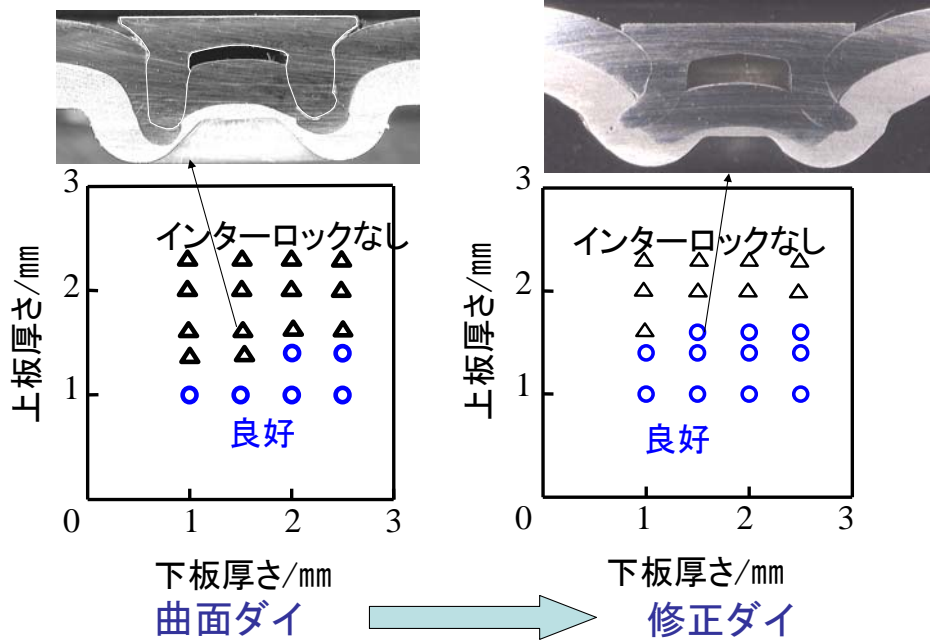 3
インターロックなし
2
上板厚さ/mm
1
良好
0
1
2
3
下板厚さ/mm
曲面ダイ
3
インターロックなし
2
上板厚さ/mm
1
良好
0
1
2
3
下板厚さ/mm
修正ダイ